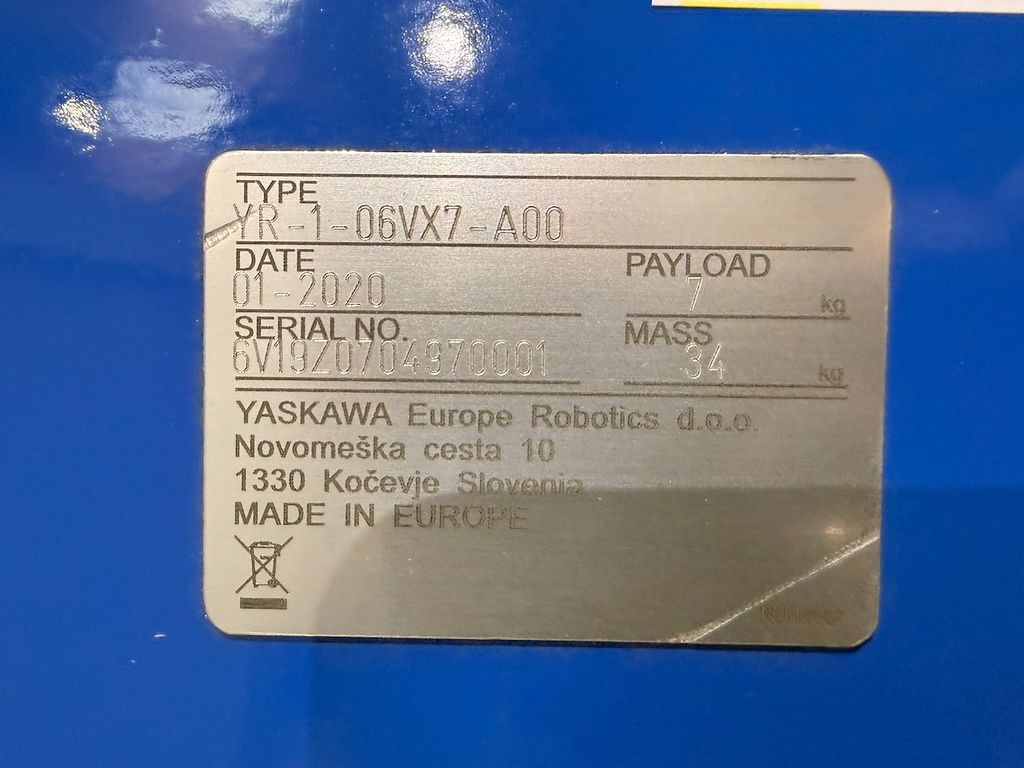 TYPE
YR-1-06VX7-A00
DATE
01-2020
PAYLOAD
7 kg
SERIAL NO.
6V19Z0704970001
MASS
34 kg
YASKAWA Europe Robotics d.o.o.
Novomeška cesta 10
1330 Kočevje Slovenia
MADE IN EUROPE